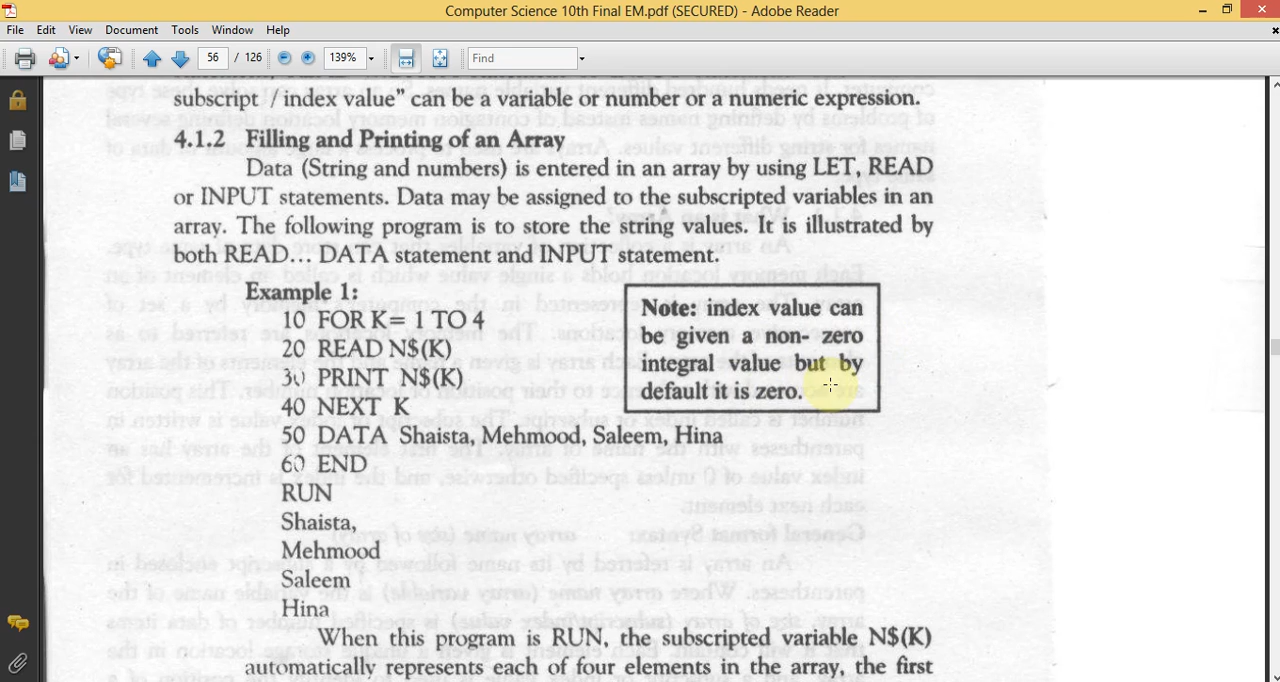 Computer Science 10th Final EM.pdf (SECURED) - Adobe Reader
File Edit View Document Tools Window Help
56 / 126 139% Find
subscript / index value" can be a variable or number or a numeric expression.
4.1.2 Filling and Printing of an Array
Data (String and numbers) is entered in an array by using LET, READ
or INPUT statements. Data may be assigned to the subscripted variables in an
array. The following program is to store the string values. It is illustrated by
both READ... DATA statement and INPUT statement.
Example 1:
10 FOR K= 1 TO 4
20 READ N$(K)
30 PRINT N$(K)
40 NEXT K
50 DATA Shaista, Mehmood, Saleem, Hina
60 END
RUN
Shaista,
Mehmood
Saleem
Hina
Note: index value can
be given a non- zero
integral value but by
default it is zero.
When this program is RUN, the subscripted variable N$(K)
automatically represents each of four elements in the array, the first